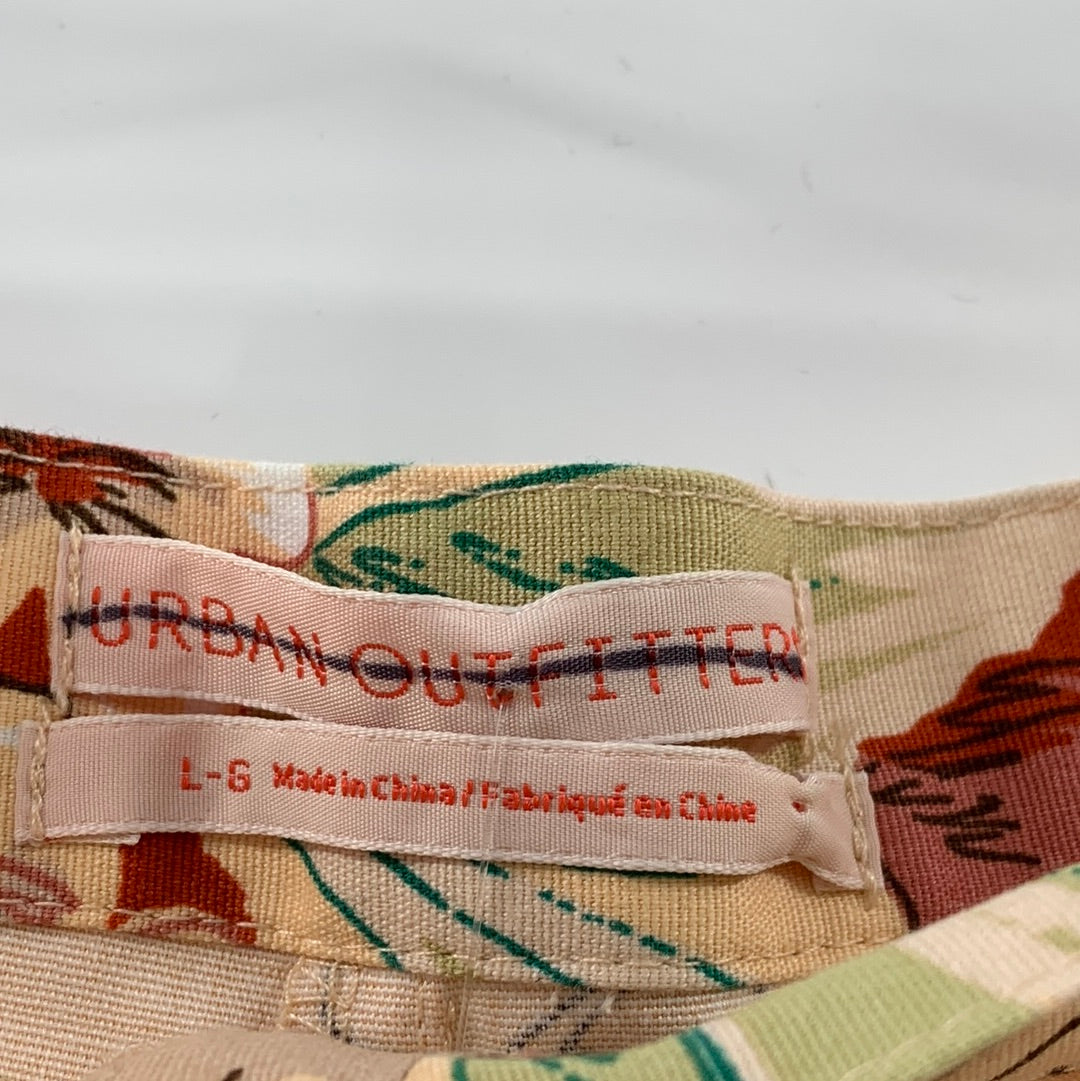 URBAN OUTFITTERS
L-G Made in China / Fabriqué en Chine